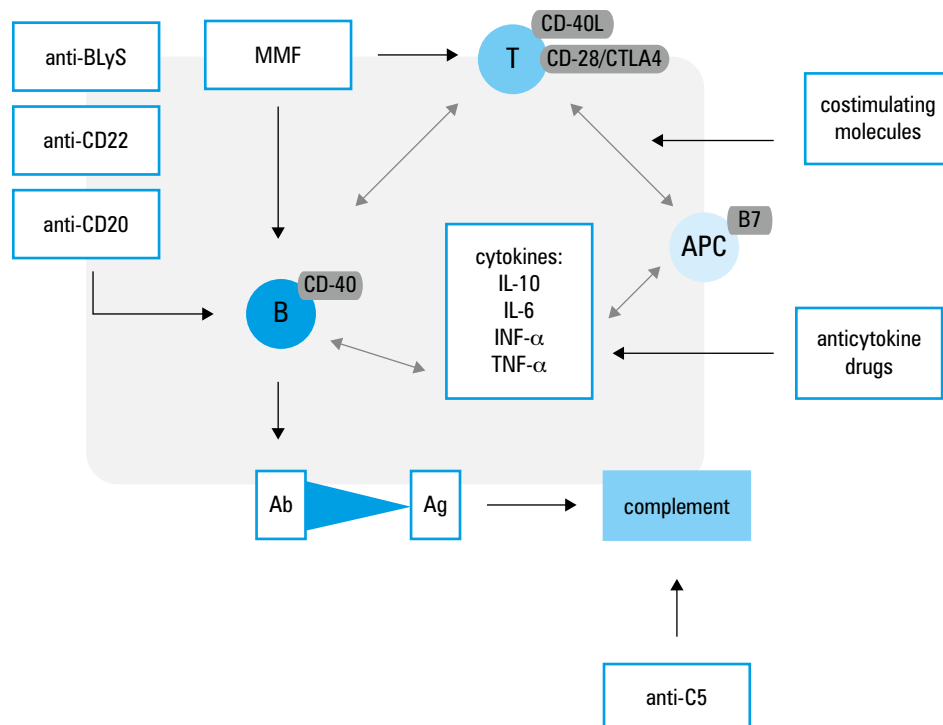 anti-BLyS
MMF
T
CD-40L
CD-28/CTLA4
anti-CD22
costimulating
molecules
anti-CD20
B7
APC
cytokines:
IL-10
IL-6
INF-α
TNF-α
CD-40
B
anticytokine
drugs
Ab
Ag
complement
anti-C5